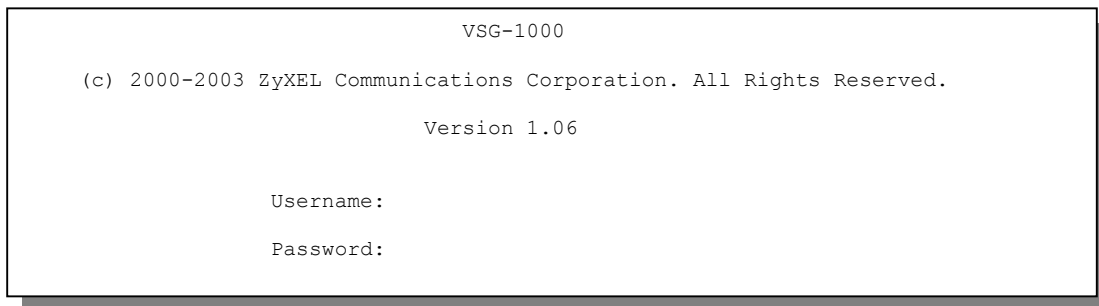 VSG-1000
(c) 2000-2003 ZyXEL Communications Corporation. All Rights Reserved.
Version 1.06
Username:
Password: